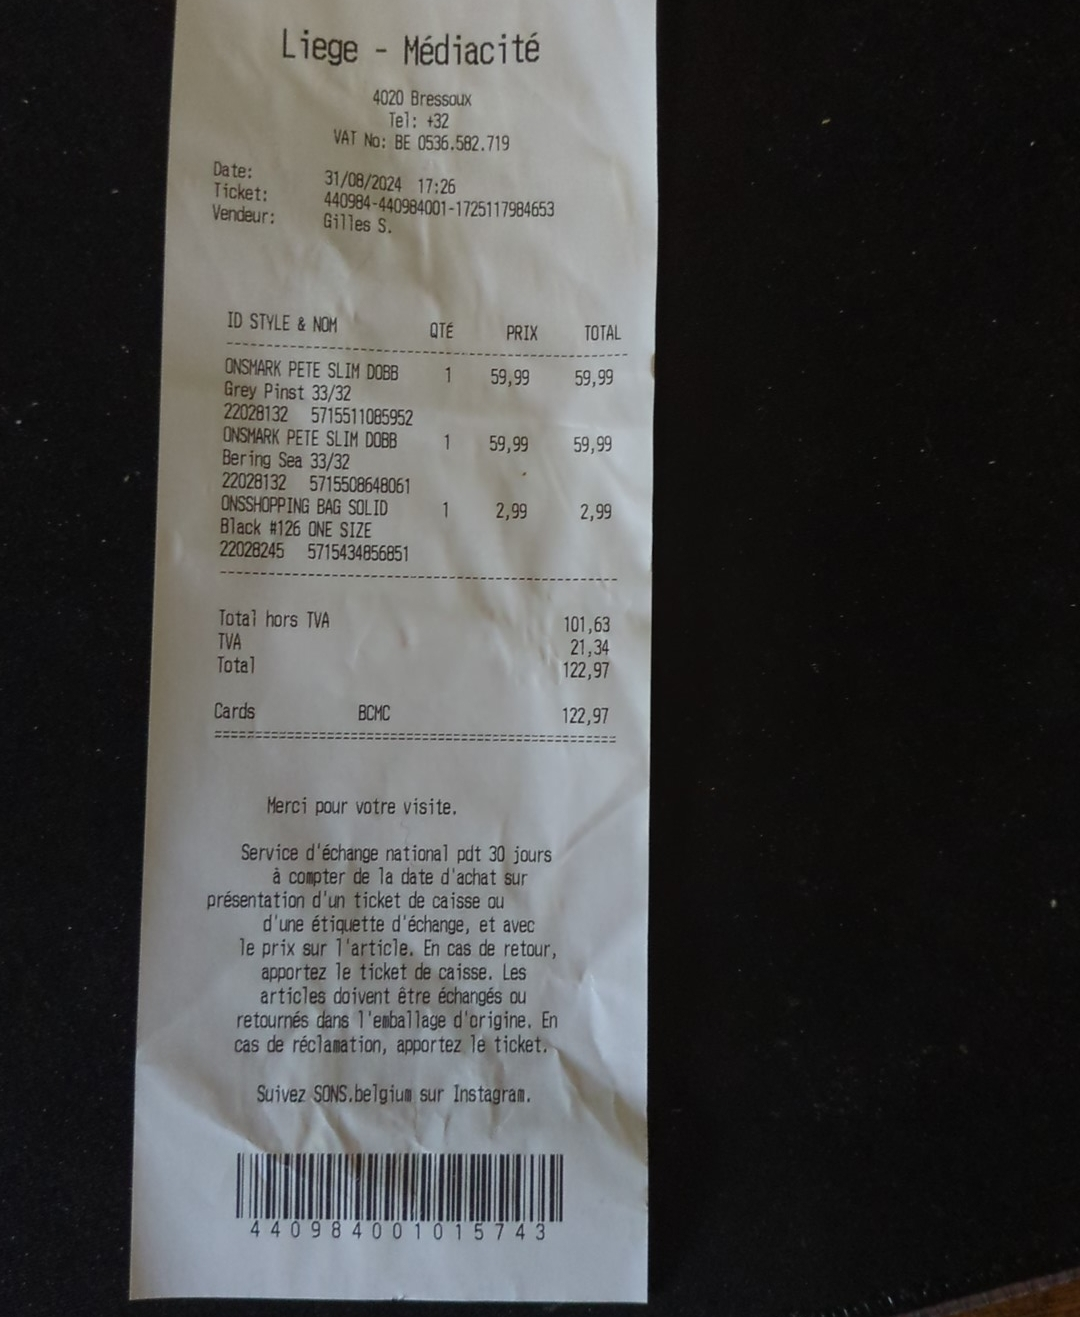 Liege - Médiacité
4020 Bressoux
Tel: +32
VAT No: BE 0536.582.719
Date: 31/08/2024 17:26
Ticket: 440984-440984001-1725117984653
Vendeur: Gilles S.
ID STYLE & NOM QTÉ PRIX TOTAL
ONSMARK PETE SLIM DOBB 1 59,99 59,99
Grey Pinst 33/32
22028132 5715511085952
ONSMARK PETE SLIM DOBB 1 59,99 59,99
Bering Sea 33/32
22028132 5715508648061
ONSSHOPPING BAG SOLID 1 2,99 2,99
Black #126 ONE SIZE
22028245 5715434856851
Total hors TVA 101,63
TVA 21,34
Total 122,97
Cards BCMC 122,97
Merci pour votre visite.
Service d'échange national pdt 30 jours
à compter de la date d'achat sur
présentation d'un ticket de caisse ou
d'une étiquette d'échange, et avec
le prix sur l'article. En cas de retour,
apportez le ticket de caisse. Les
articles doivent être échangés ou
retournés dans l'emballage d'origine. En
cas de réclamation, apportez le ticket.
Suivez SONS.belgium sur Instagram.
440984001015743